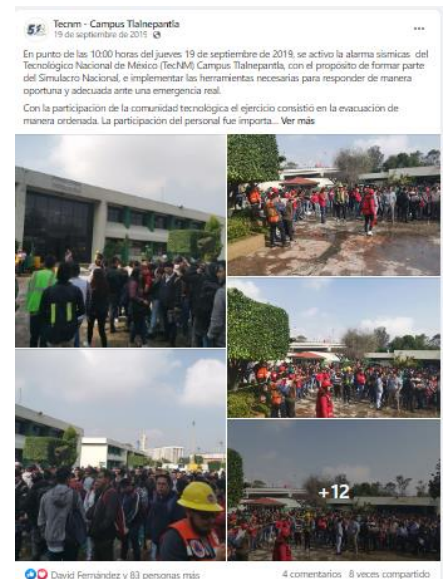 Tecnm - Campus Tlalnepantla
19 de septiembre de 2019
En punto de las 10:00 horas del jueves 19 de septiembre de 2019, se activo la alarma sismicas del
Tecnológico Nacional de México (TecNM) Campus Tlalnepantla, con el propósito de formar parte
del Simulacro Nacional, e implementar las herramientas necesarias para responder de manera
oportuna y adecuada ante una emergencia real.
Con la participación de la comunidad tecnológica el ejercicio consistió en la evacuación de
manera ordenada. La participación del personal fue importa... Ver más
+12
David Fernández y 83 personas más
4 comentarios 8 veces compartido